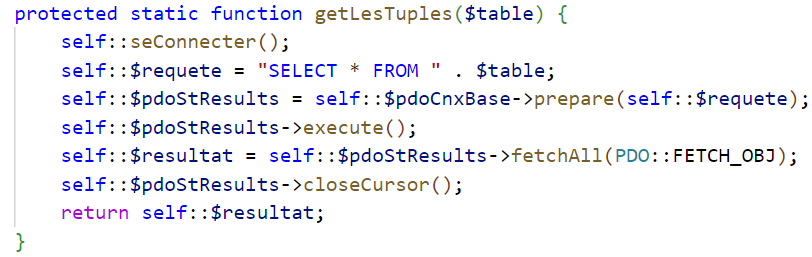 protected static function getLesTuples($table) {
    self::seConnecter();
    self::$requete = "SELECT * FROM " . $table;
    self::$pdoStResults = self::$pdoCnxBase->prepare(self::$requete);
    self::$pdoStResults->execute();
    self::$resultat = self::$pdoStResults->fetchAll(PDO::FETCH_OBJ);
    self::$pdoStResults->closeCursor();
    return self::$resultat;
}